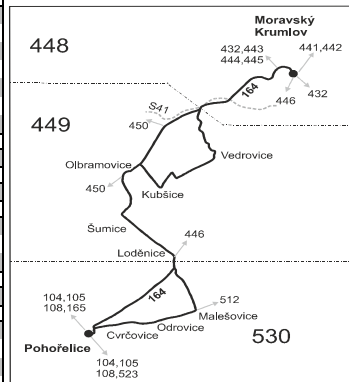 Moravský
Krumlov
448
432,443
444,445
441,442
164
446
432
S41
449
450
Vedrovice
Olbramovice
450
Kubšice
Šumice
Loděnice
446
164
104,105
108,165
512
Malešovice
Odrovice
Cvrčovice
Pohořelice
530
104,105
108,523